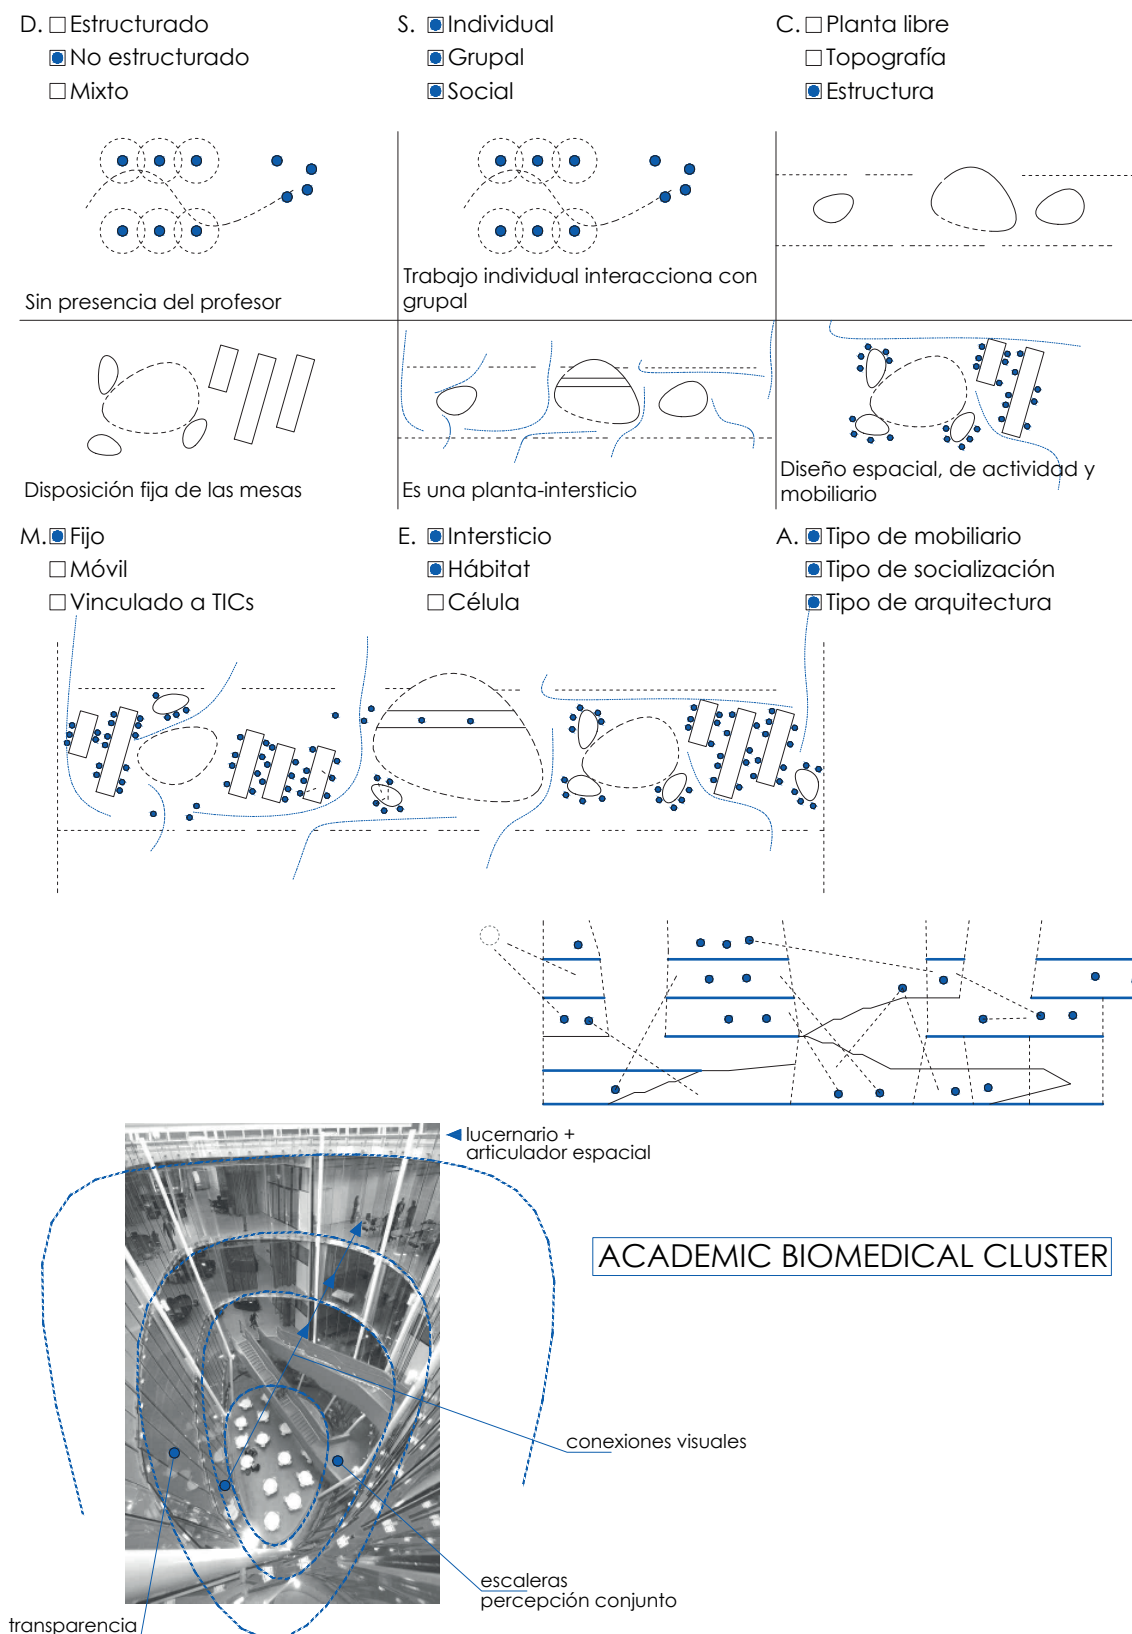 D. Estructurado
No estructurado
Mixto
S. Individual
Grupal
Social
C. Planta libre
Topografía
Estructura
Sin presencia del profesor
Trabajo individual interacciona con
grupal
Disposición fija de las mesas
Es una planta-intersticio
Diseño espacial, de actividad y
mobiliario
M. Fijo
Móvil
Vinculado a TICs
E. Intersticio
Hábitat
Célula
A. Tipo de mobiliario
Tipo de socialización
Tipo de arquitectura
lucernario +
articulador espacial
ACADEMIC BIOMEDICAL CLUSTER
conexiones visuales
escaleras
percepción conjunto
transparencia